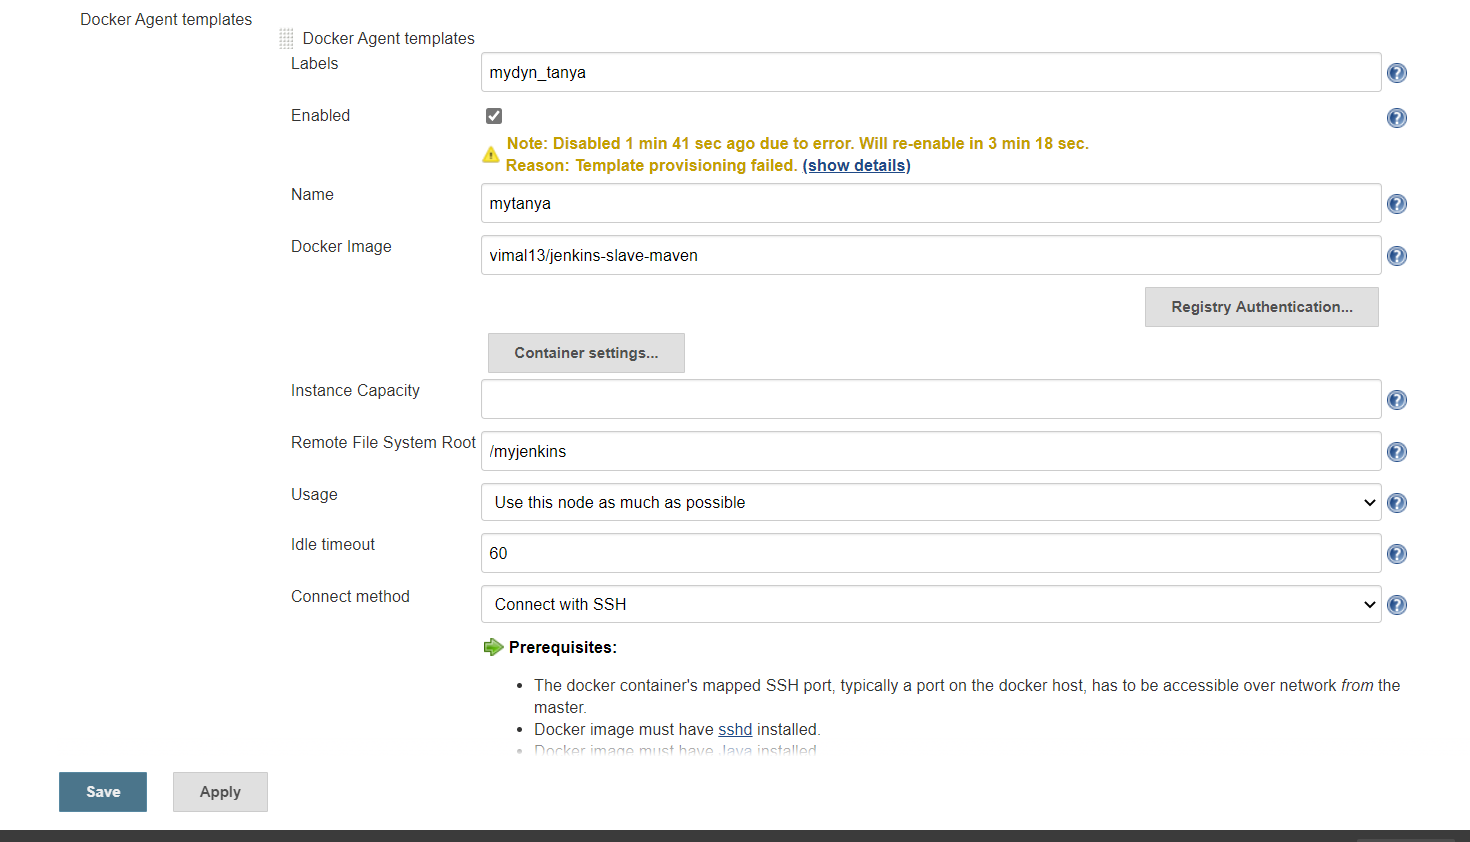 Docker Agent templates
Docker Agent templates
Labels
mydyn_tanya
Enabled
Note: Disabled 1 min 41 sec ago due to error. Will re-enable in 3 min 18 sec.
Reason: Template provisioning failed. (show details)
Name
mytanya
Docker Image
vimal13/jenkins-slave-maven
Registry Authentication...
Container settings...
Instance Capacity
Remote File System Root
/myjenkins
Usage
Use this node as much as possible
Idle timeout
60
Connect method
Connect with SSH
Prerequisites:
• The docker container's mapped SSH port, typically a port on the docker host, has to be accessible over network from the
master.
• Docker image must have sshd installed.
• Docker image must have Java installed
Save
Apply